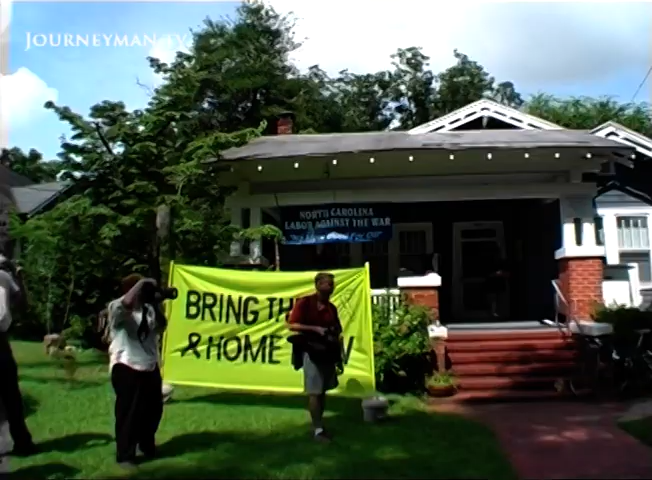 JOURNEYMAN.TV
NORTH CAROLINA
LABOR AGAINST THE WAR
BRING TH
& HOME